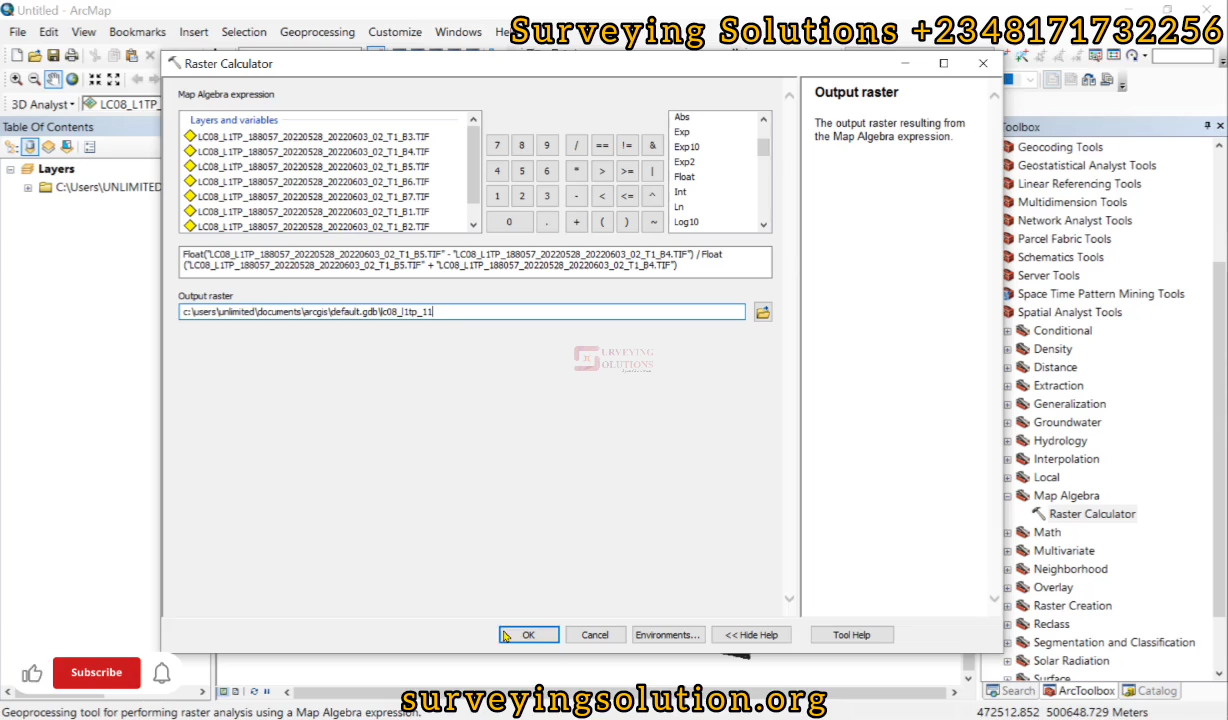 Untitled - ArcMap
File Edit View Bookmarks Insert Selection Geoprocessing Customize Windows
Surveying Solutions +2348171732256
Raster Calculator
3D Analyst
LC08_L1TP_
Table Of Contents
Layers
C:\Users\UNLIMITED
Map Algebra expression
Layers and variables
LC08_L1TP_188057_20220528_20220603_02_T1_B3.TIF
LC08_L1TP_188057_20220528_20220603_02_T1_B4.TIF
LC08_L1TP_188057_20220528_20220603_02_T1_B5.TIF
LC08_L1TP_188057_20220528_20220603_02_T1_B6.TIF
LC08_L1TP_188057_20220528_20220603_02_T1_B7.TIF
LC08_L1TP_188057_20220528_20220603_02_T1_B1.TIF
LC08_L1TP_188057_20220528_20220603_02_T1_B2.TIF
7 8 9 / == != &
4 5 6 * > >= |
1 2 3 - < <= ^
0 . + ( ) ~
Abs
Exp
Exp10
Exp2
Float
Int
Ln
Log10
Float("LC08_L1TP_188057_20220528_20220603_02_T1_B5.TIF" - "LC08_L1TP_188057_20220528_20220603_02_T1_B4.TIF") / Float
("LC08_L1TP_188057_20220528_20220603_02_T1_B5.TIF" + "LC08_L1TP_188057_20220528_20220603_02_T1_B4.TIF")
Output raster
c:\users\unlimited\documents\arcgis\default.gdb\lc08_l1tp_11
URVEYING
OLUTIONS
OK
Cancel
Environments...
<< Hide Help
Tool Help
Output raster
The output raster resulting from
the Map Algebra expression.
Toolbox
Geocoding Tools
Geostatistical Analyst Tools
Linear Referencing Tools
Multidimension Tools
Network Analyst Tools
Parcel Fabric Tools
Schematics Tools
Server Tools
Space Time Pattern Mining Tools
Spatial Analyst Tools
Conditional
Density
Distance
Extraction
Generalization
Groundwater
Hydrology
Interpolation
Local
Map Algebra
Raster Calculator
Math
Multivariate
Neighborhood
Overlay
Raster Creation
Reclass
Segmentation and Classification
Solar Radiation
Surface
Search ArcToolbox Catalog
Subscribe
surveyingsolution.org
Geoprocessing tool for performing raster analysis using a Map Algebra expression.
472512.852 500648.729 Meters